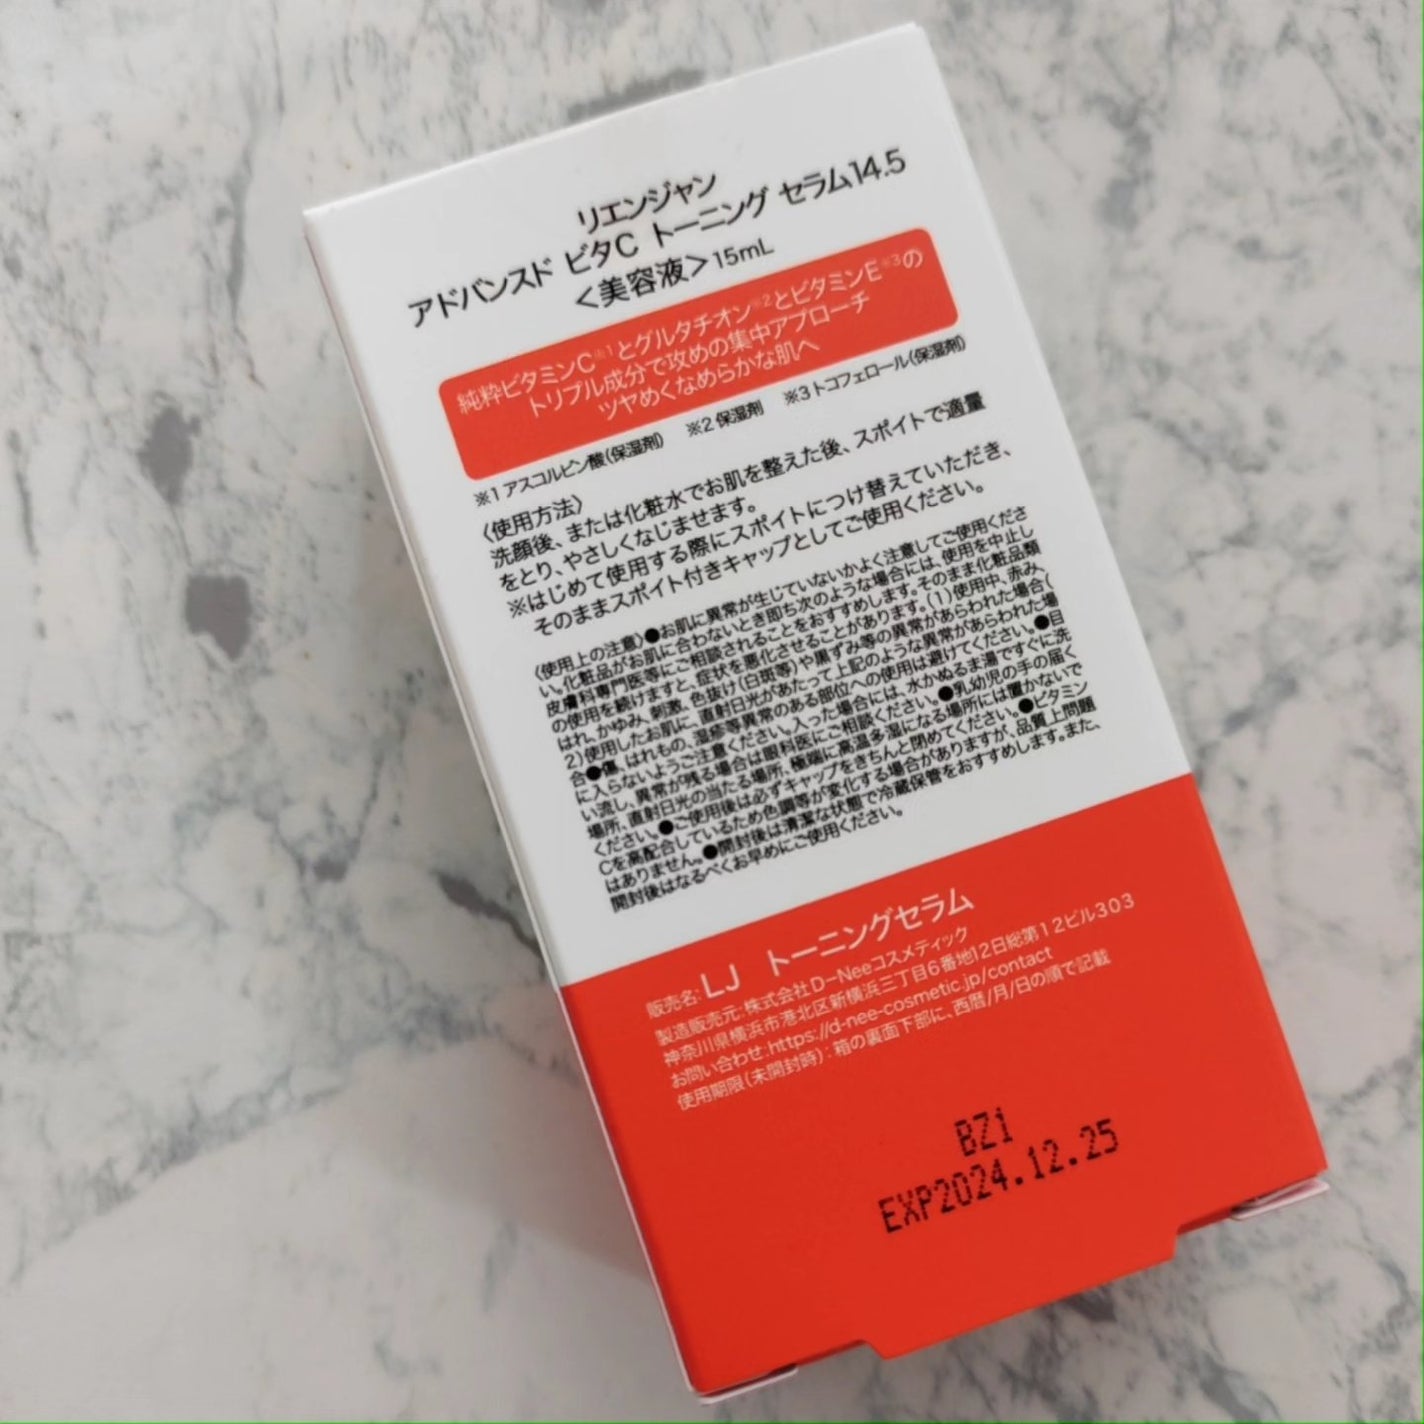 リエンジャン
アドバンスド ビタC トーニング セラム14.5
＜美容液＞15mL
純粋ビタミンC※1とグルタチオン※2とビタミンE※3の
トリプル成分で攻めの集中アプローチ
ツヤめくなめらかな肌へ
※1 アスコルビン酸(保湿剤) ※2 保湿剤 ※3 トコフェロール(保湿剤)
〈使用方法〉
洗顔後、または化粧水でお肌を整えた後、スポイトで適量
をとり、やさしくなじませます。
※はじめて使用する際にスポイトにつけ替えていただき、
そのままスポイト付きキャップとしてご使用ください。
〈使用上の注意〉●お肌に異常が生じていないかよく注意してご使用くださ
い。化粧品がお肌に合わないとき即ち次のような場合には、使用を中止し
皮膚科専門医等にご相談されることをおすすめします。そのまま化粧品類
の使用を続けますと、症状を悪化させることがあります。(1)使用中、赤み、
はれ、かゆみ、刺激、色抜け(白斑等)や黒ずみ等の異常があらわれた場合(
2)使用したお肌に、直射日光があたって上記のような異常があらわれた場
合●傷、はれもの、湿疹等異常のある部位への使用は避けてください。●目
に入らないようご注意ください。入った場合には、水かぬるま湯ですぐに洗
い流し、異常が残る場合は眼科医にご相談ください。●乳幼児の手の届く
場所、直射日光の当たる場所、極端に高温多湿になる場所には置かないで
ください。●ご使用後は必ずキャップをきちんと閉めてください。●ビタミン
Cを高配合しているため色調等が変化する場合がありますが、品質上問題
はありません。●開封後は清潔な状態で冷蔵保管をおすすめします。また、
開封後はなるべくお早めにご使用ください。
販売名:LJ トーニングセラム
製造販売元:株式会社D-Neeコスメティック
神奈川県横浜市港北区新横浜三丁目6番地12日総第12ビル303
お問い合わせ:https://d-nee-cosmetic.jp/contact
使用期限(未開封時):箱の裏面下部に、西暦/月/日の順で記載
BZ1
EXP2024.12.25